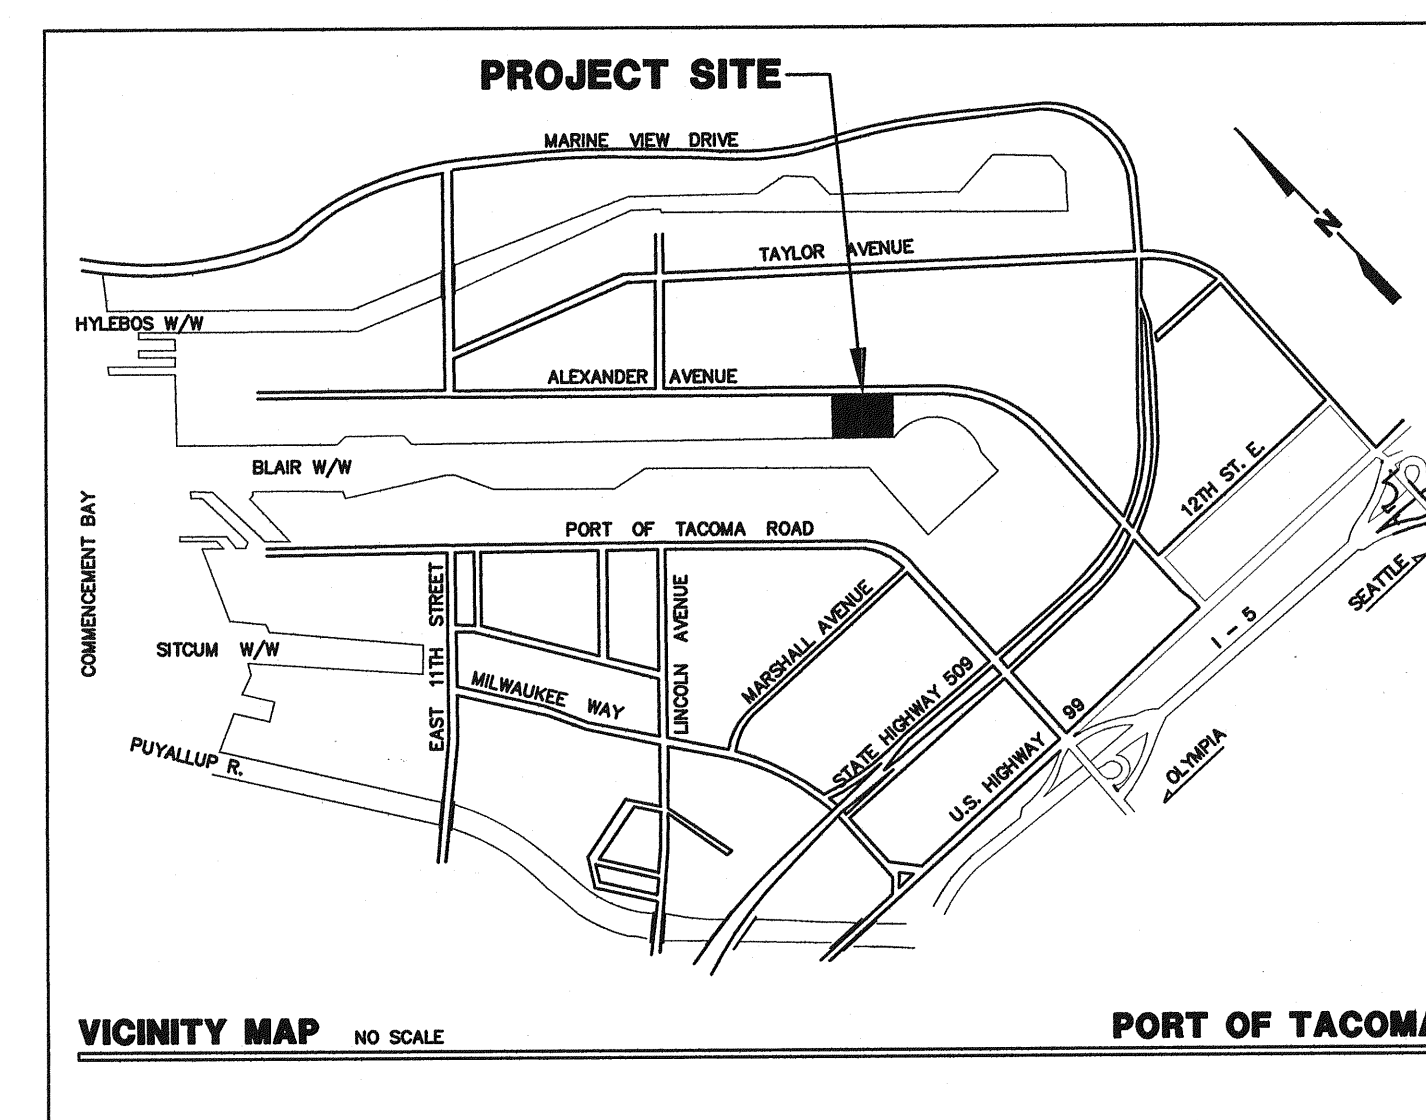 PROJECT SITE
MARINE VIEW DRIVE
N
TAYLOR AVENUE
HYLEBOS W/W
ALEXANDER AVENUE
BLAIR W/W
12TH ST. E.
COMMENCEMENT BAY
PORT OF TACOMA ROAD
SEATTLE
EAST 11TH STREET
LINCOLN AVENUE
MARSHALL AVENUE
I - 5
SITCUM W/W
MILWAUKEE WAY
STATE HIGHWAY 509
U.S. HIGHWAY 99
PUYALLUP R.
OLYMPIA
VICINITY MAP NO SCALE
PORT OF TACOMA